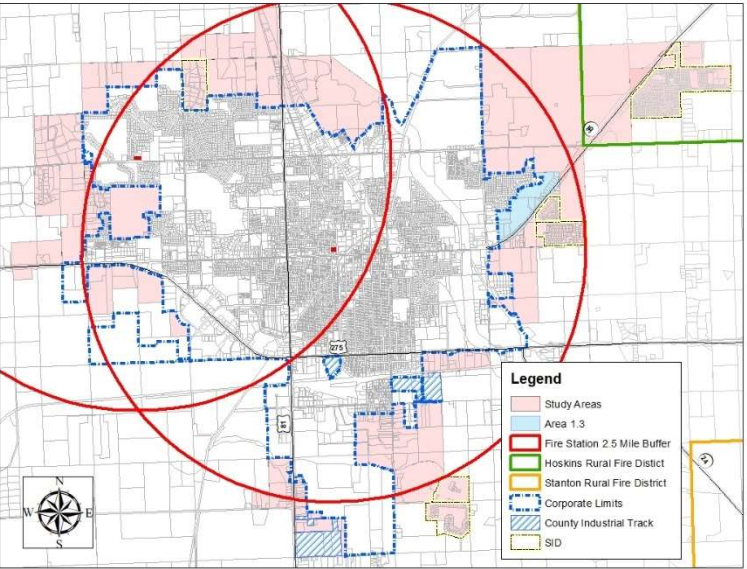 35
275
81
24
N
W
E
S
Legend
Study Areas
Area 1.3
Fire Station 2.5 Mile Buffer
Hoskins Rural Fire Distict
Stanton Rural Fire District
Corporate Limits
County Industrial Track
SID